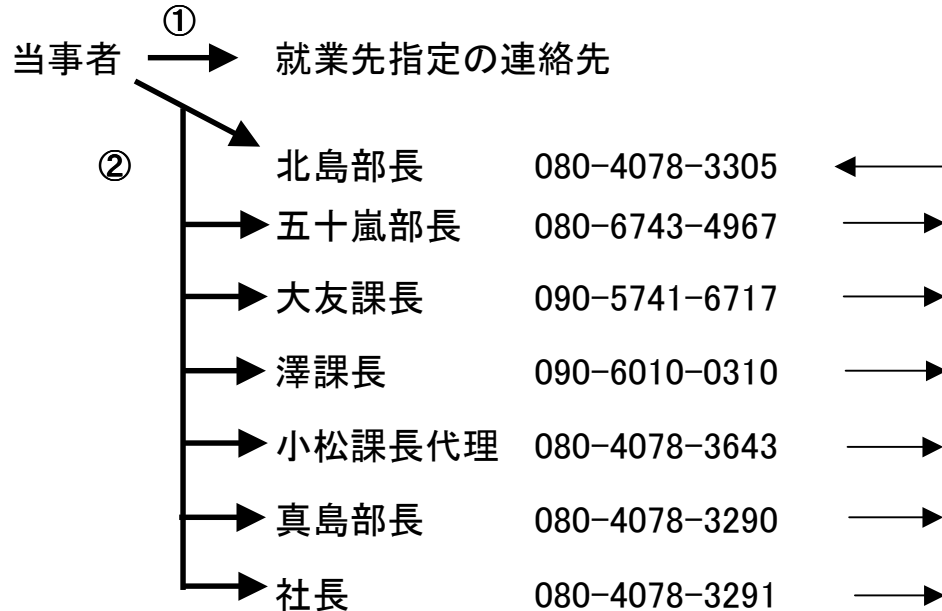 ①
当事者 就業先指定の連絡先
②
北島部長 080-4078-3305
五十嵐部長 080-6743-4967
大友課長 090-5741-6717
澤課長 090-6010-0310
小松課長代理 080-4078-3643
真島部長 080-4078-3290
社長 080-4078-3291